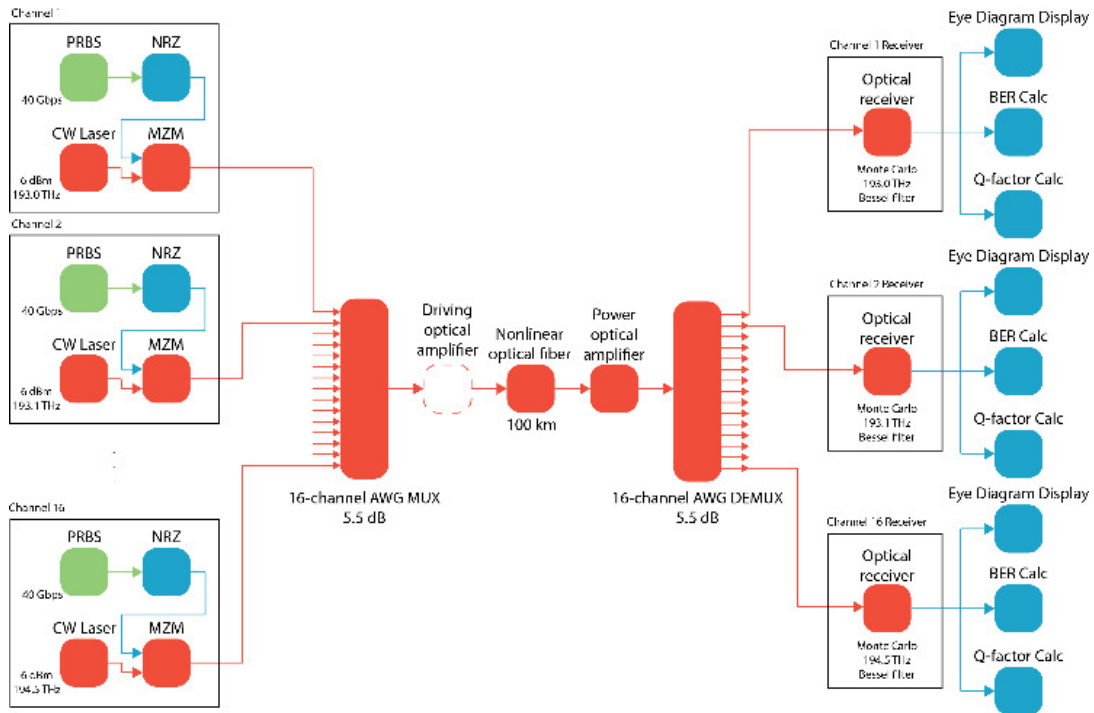 Channel 1
PRBS
NRZ
40 Gbps
CW Laser
MZM
6 dBm
193.0 THz
Channel 2
PRBS
NRZ
40 Gbps
CW Laser
MZM
6 dBm
193.1 THz
Channel 16
PRBS
NRZ
40 Gbps
CW Laser
MZM
6 dBm
194.5 THz
16-channel AWG MUX
5.5 dB
Driving
optical
amplifier
Nonlinear
optical fiber
100 km
Power
optical
amplifier
16-channel AWG DEMUX
5.5 dB
Channel 1 Receiver
Optical
receiver
Monte Carlo
193.0 THz
Bessel filter
Eye Diagram Display
BER Calc
Q-factor Calc
Channel 2 Receiver
Optical
receiver
Monte Carlo
193.1 THz
Bessel filter
Eye Diagram Display
BER Calc
Q-factor Calc
Channel 16 Receiver
Optical
receiver
Monte Carlo
194.5 THz
Bessel filter
Eye Diagram Display
BER Calc
Q-factor Calc